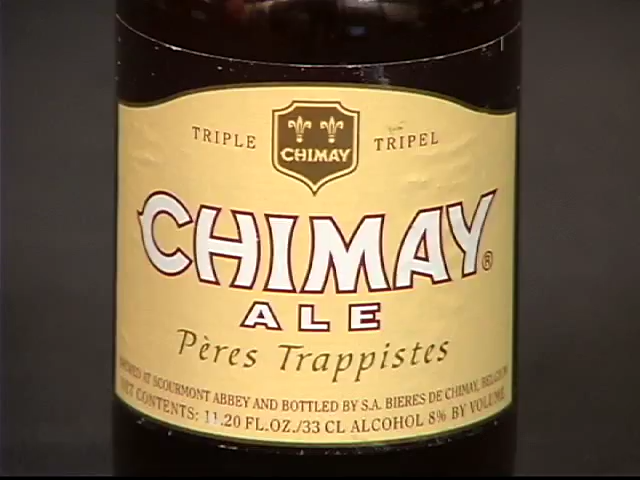 TRIPLE TRIPEL
CHIMAY
CHIMAY®
ALE
Pères Trappistes
AT SCOURMONT ABBEY AND BOTTLED BY S.A. BIERES DE CHIMAY, BELGIUM
CONTENTS: 11.20 FL.OZ./33 CL ALCOHOL 8% BY VOLUME